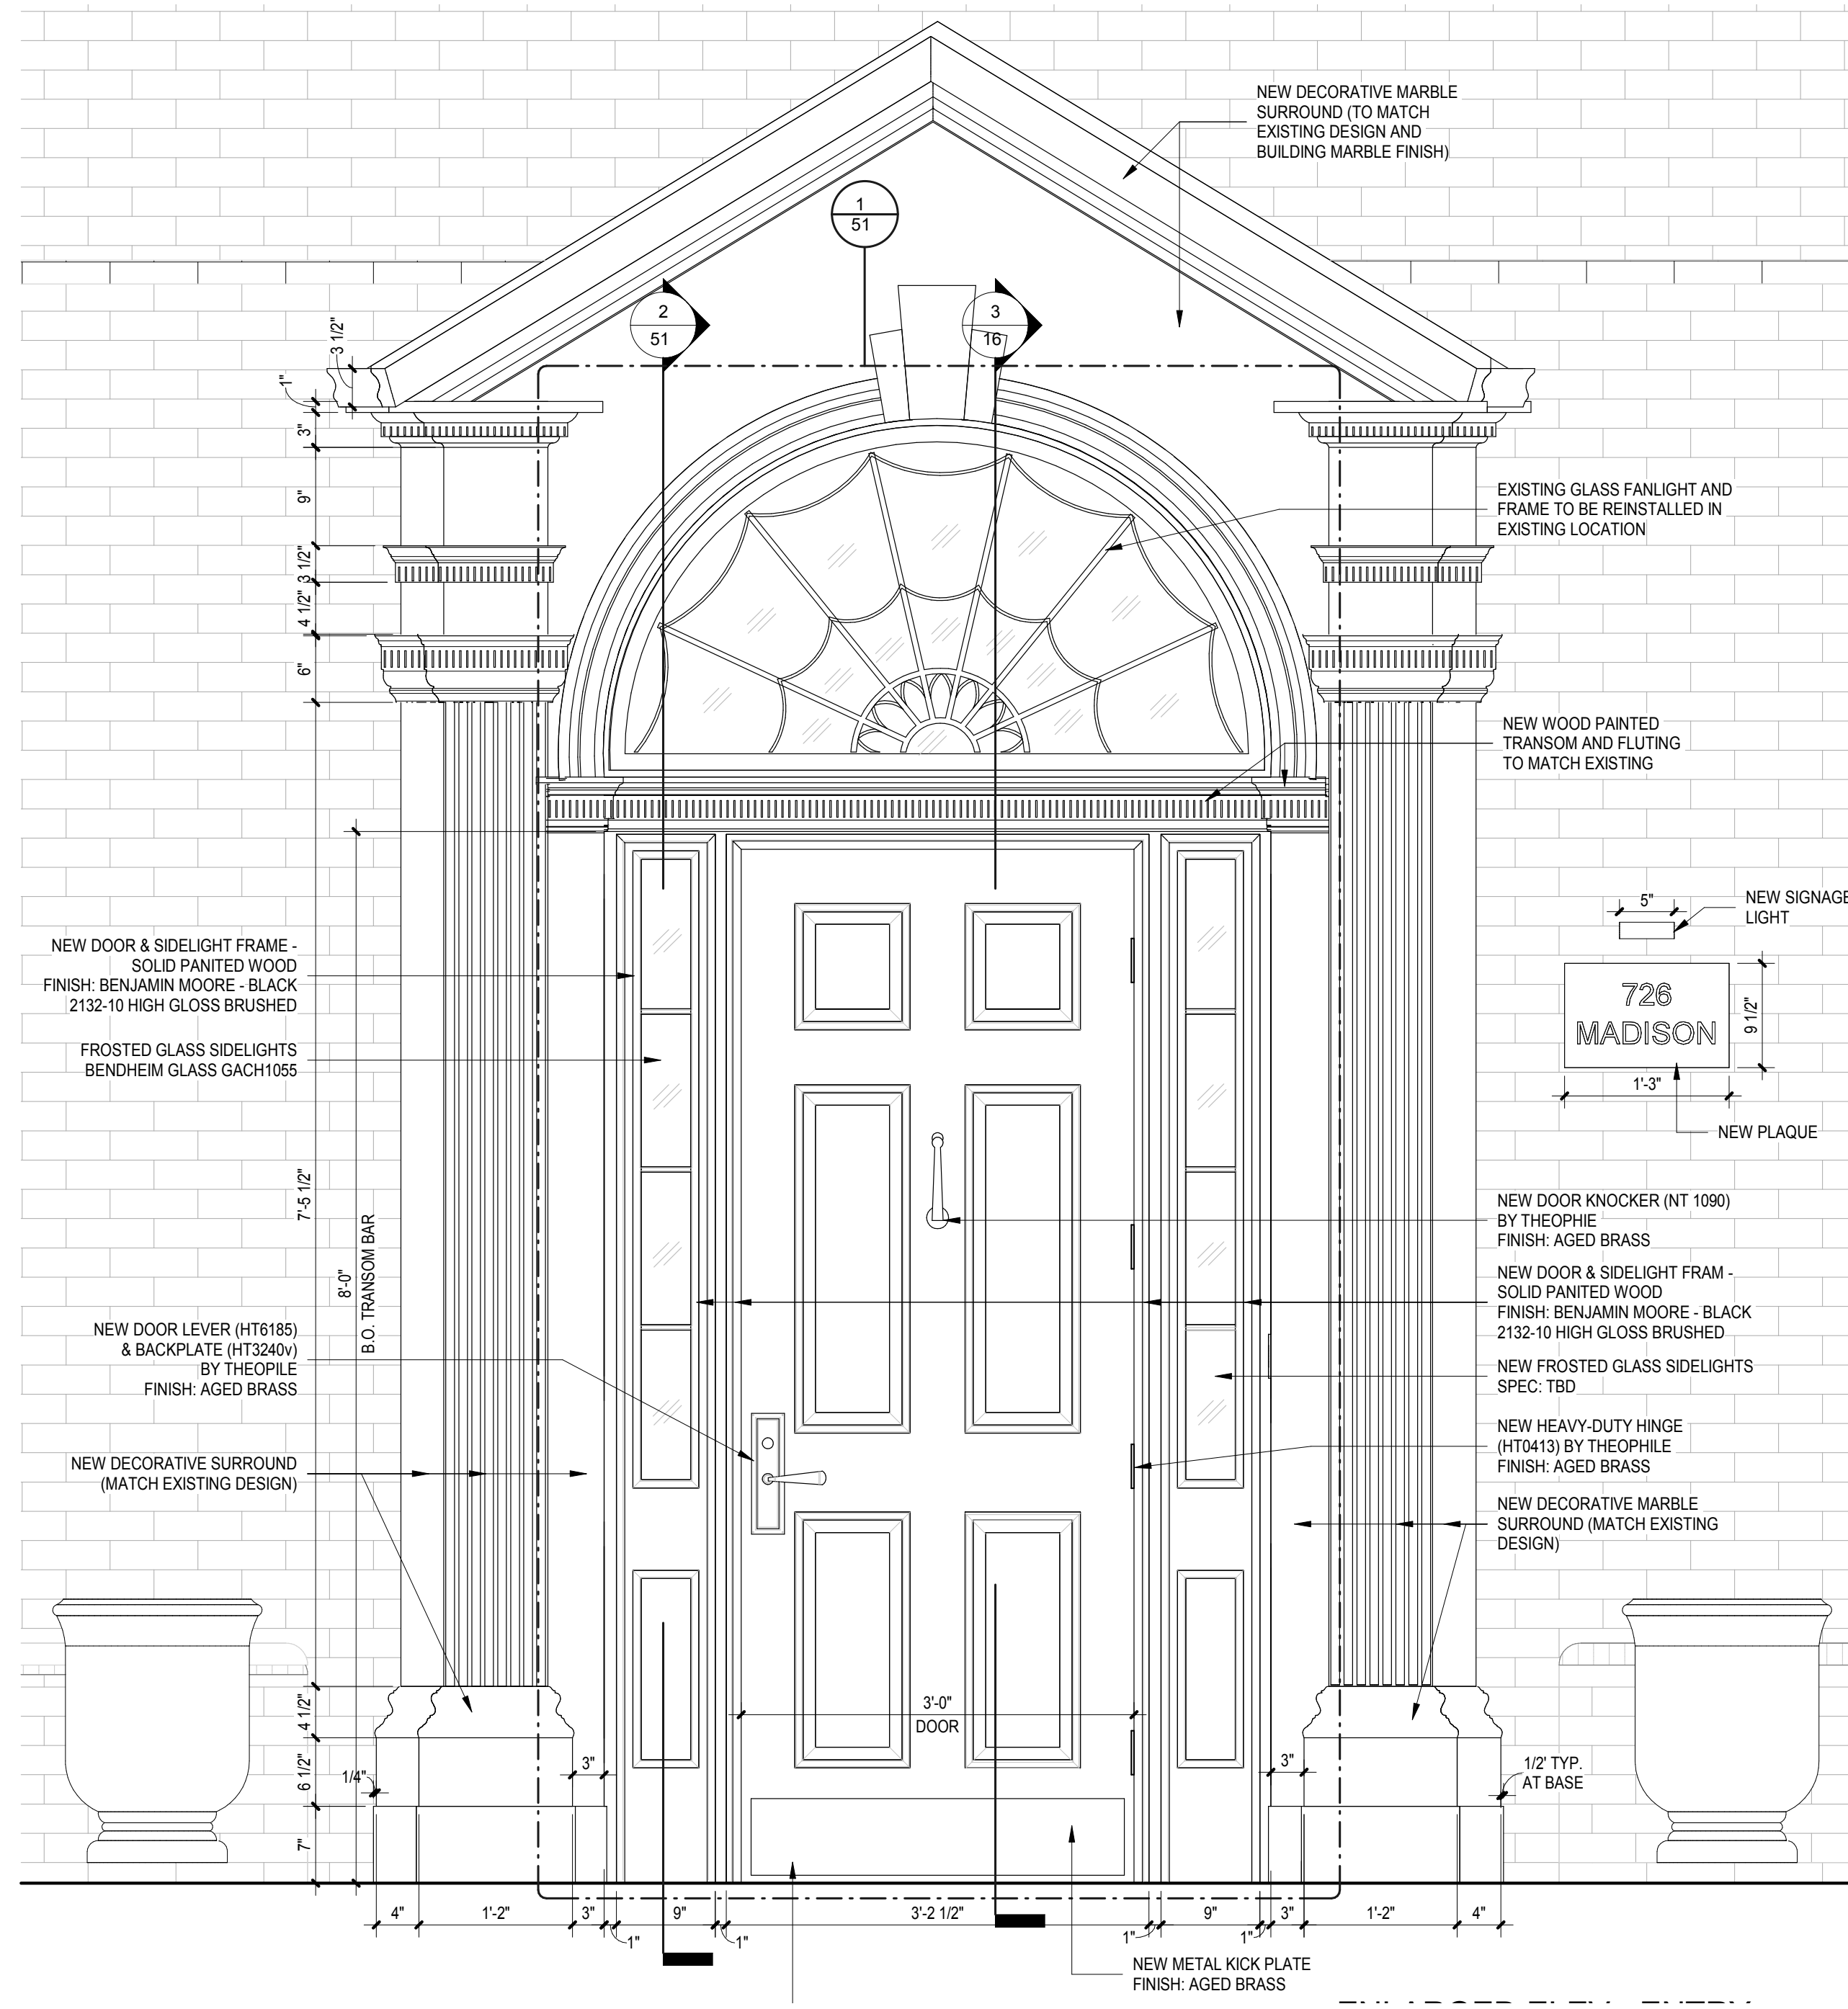 NEW DECORATIVE MARBLE
SURROUND (TO MATCH
EXISTING DESIGN AND
BUILDING MARBLE FINISH)
1
51
2
51
3
16
3 1/2"
1"
3"
9"
3 1/2"
4 1/2"
6"
7'-5 1/2"
4 1/2"
6 1/2"
7"
8'-0"
B.O. TRANSOM BAR
EXISTING GLASS FANLIGHT AND
FRAME TO BE REINSTALLED IN
EXISTING LOCATION
NEW WOOD PAINTED
TRANSOM AND FLUTING
TO MATCH EXISTING
5"
NEW SIGNAGE
LIGHT
726
MADISON
9 1/2"
1'-3"
NEW PLAQUE
NEW DOOR & SIDELIGHT FRAME -
SOLID PANITED WOOD
FINISH: BENJAMIN MOORE - BLACK
2132-10 HIGH GLOSS BRUSHED
FROSTED GLASS SIDELIGHTS
BENDHEIM GLASS GACH1055
NEW DOOR LEVER (HT6185)
& BACKPLATE (HT3240v)
BY THEOPILE
FINISH: AGED BRASS
NEW DECORATIVE SURROUND
(MATCH EXISTING DESIGN)
NEW DOOR KNOCKER (NT 1090)
BY THEOPHIE
FINISH: AGED BRASS
NEW DOOR & SIDELIGHT FRAM -
SOLID PANITED WOOD
FINISH: BENJAMIN MOORE - BLACK
2132-10 HIGH GLOSS BRUSHED
NEW FROSTED GLASS SIDELIGHTS
SPEC: TBD
NEW HEAVY-DUTY HINGE
(HT0413) BY THEOPHILE
FINISH: AGED BRASS
NEW DECORATIVE MARBLE
SURROUND (MATCH EXISTING
DESIGN)
3'-0"
DOOR
1/4"
3"
3"
1/2' TYP.
AT BASE
4"
1'-2"
3"
1"
9"
1"
3'-2 1/2"
1"
9"
1"
3"
1'-2"
4"
NEW METAL KICK PLATE
FINISH: AGED BRASS